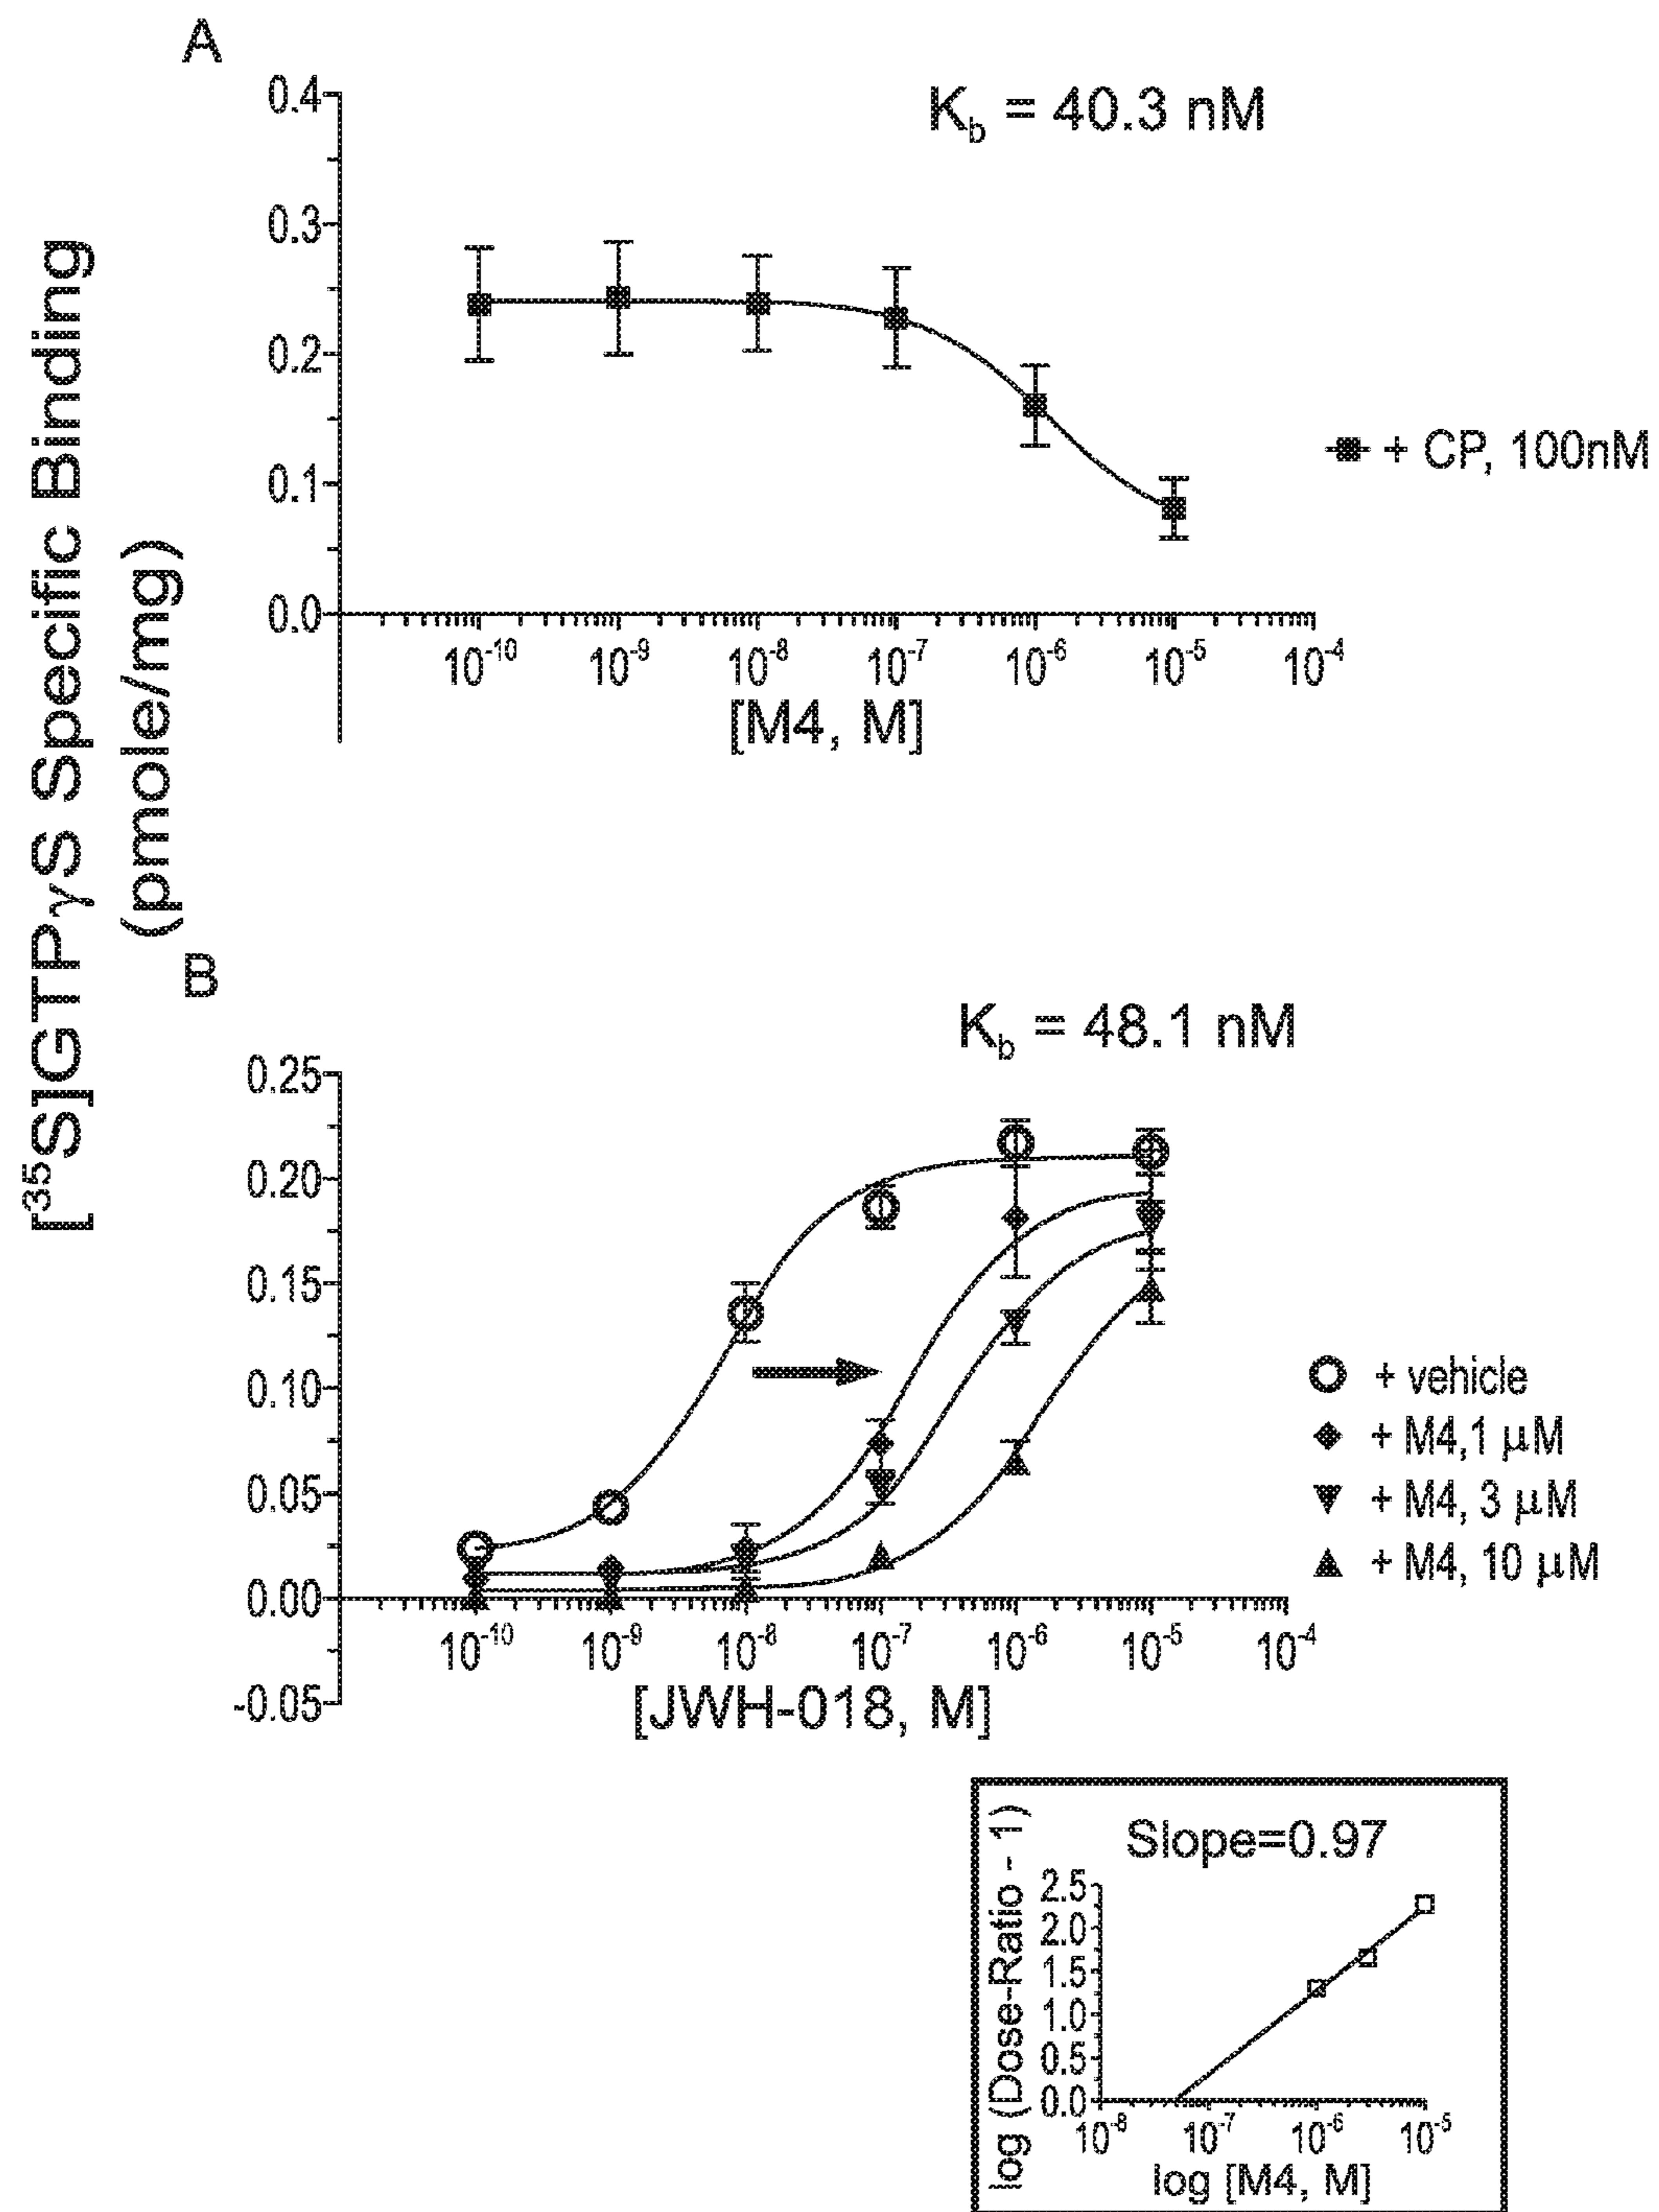 [³⁵S]GTPγS Specific Binding
(pmole/mg)
A
K_b = 40.3 nM
0.4
0.3
0.2
0.1
0.0
10⁻¹⁰ 10⁻⁹ 10⁻⁸ 10⁻⁷ 10⁻⁶ 10⁻⁵ 10⁻⁴
[M4, M]
+ CP, 100nM
B
K_b = 48.1 nM
0.25
0.20
0.15
0.10
0.05
0.00
-0.05
10⁻¹⁰ 10⁻⁹ 10⁻⁸ 10⁻⁷ 10⁻⁶ 10⁻⁵ 10⁻⁴
[JWH-018, M]
+ vehicle
+ M4,1 μM
+ M4, 3 μM
+ M4, 10 μM
Slope=0.97
log (Dose-Ratio - 1)
2.5
2.0
1.5
1.0
0.5
0.0
10⁻⁸ 10⁻⁷ 10⁻⁶ 10⁻⁵
log [M4, M]